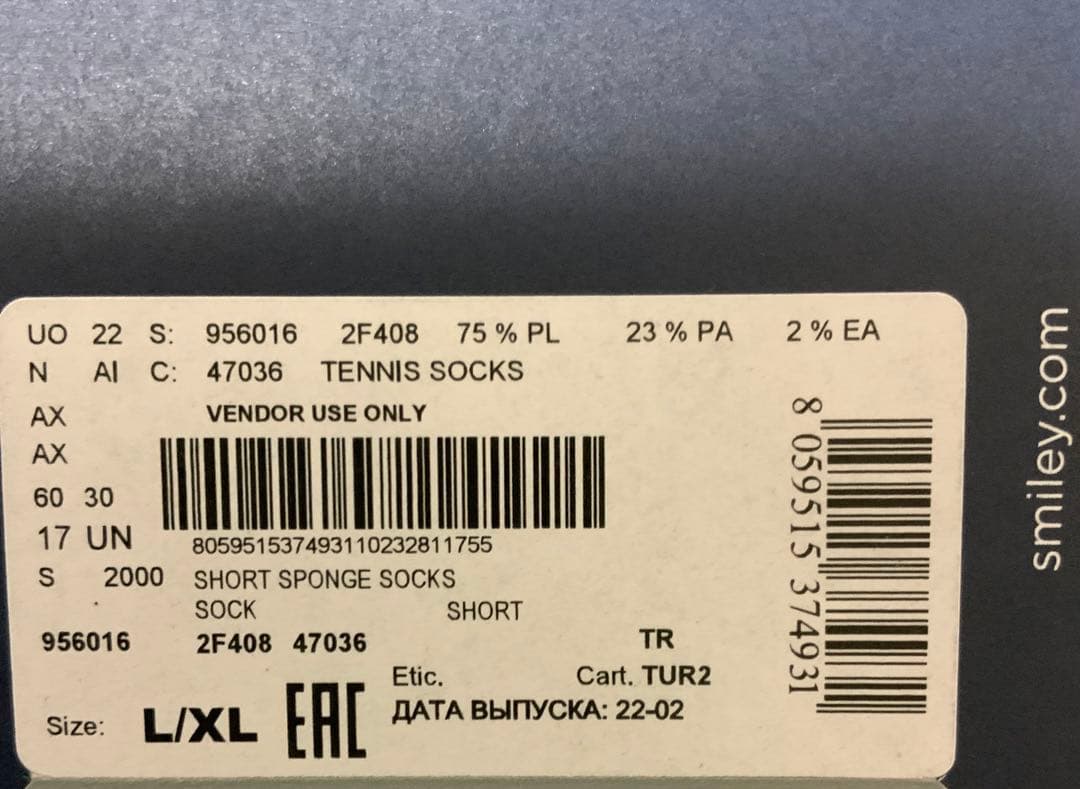 UO 22 S: 956016 2F408 75 % PL 23 % PA 2 % EA
N AI C: 47036 TENNIS SOCKS
AX VENDOR USE ONLY
AX
60 30
17 UN 805951537493110232811755
S 2000 SHORT SPONGE SOCKS
SOCK SHORT
956016 2F408 47036 TR
Etic. Cart. TUR2
Size: L/XL EAC ДАТА ВЫПУСКА: 22-02
8 059515 374931
smiley.com